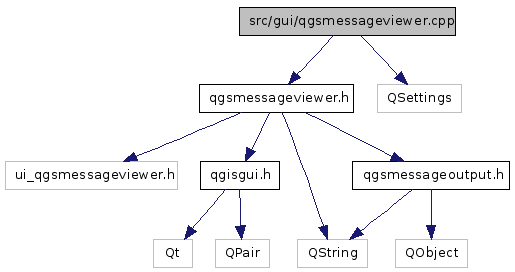 src/gui/qgsmessageviewer.cpp
qgsmessageviewer.h
QSettings
ui_qgsmessageviewer.h
qgisgui.h
qgsmessageoutput.h
Qt
QPair
QString
QObject